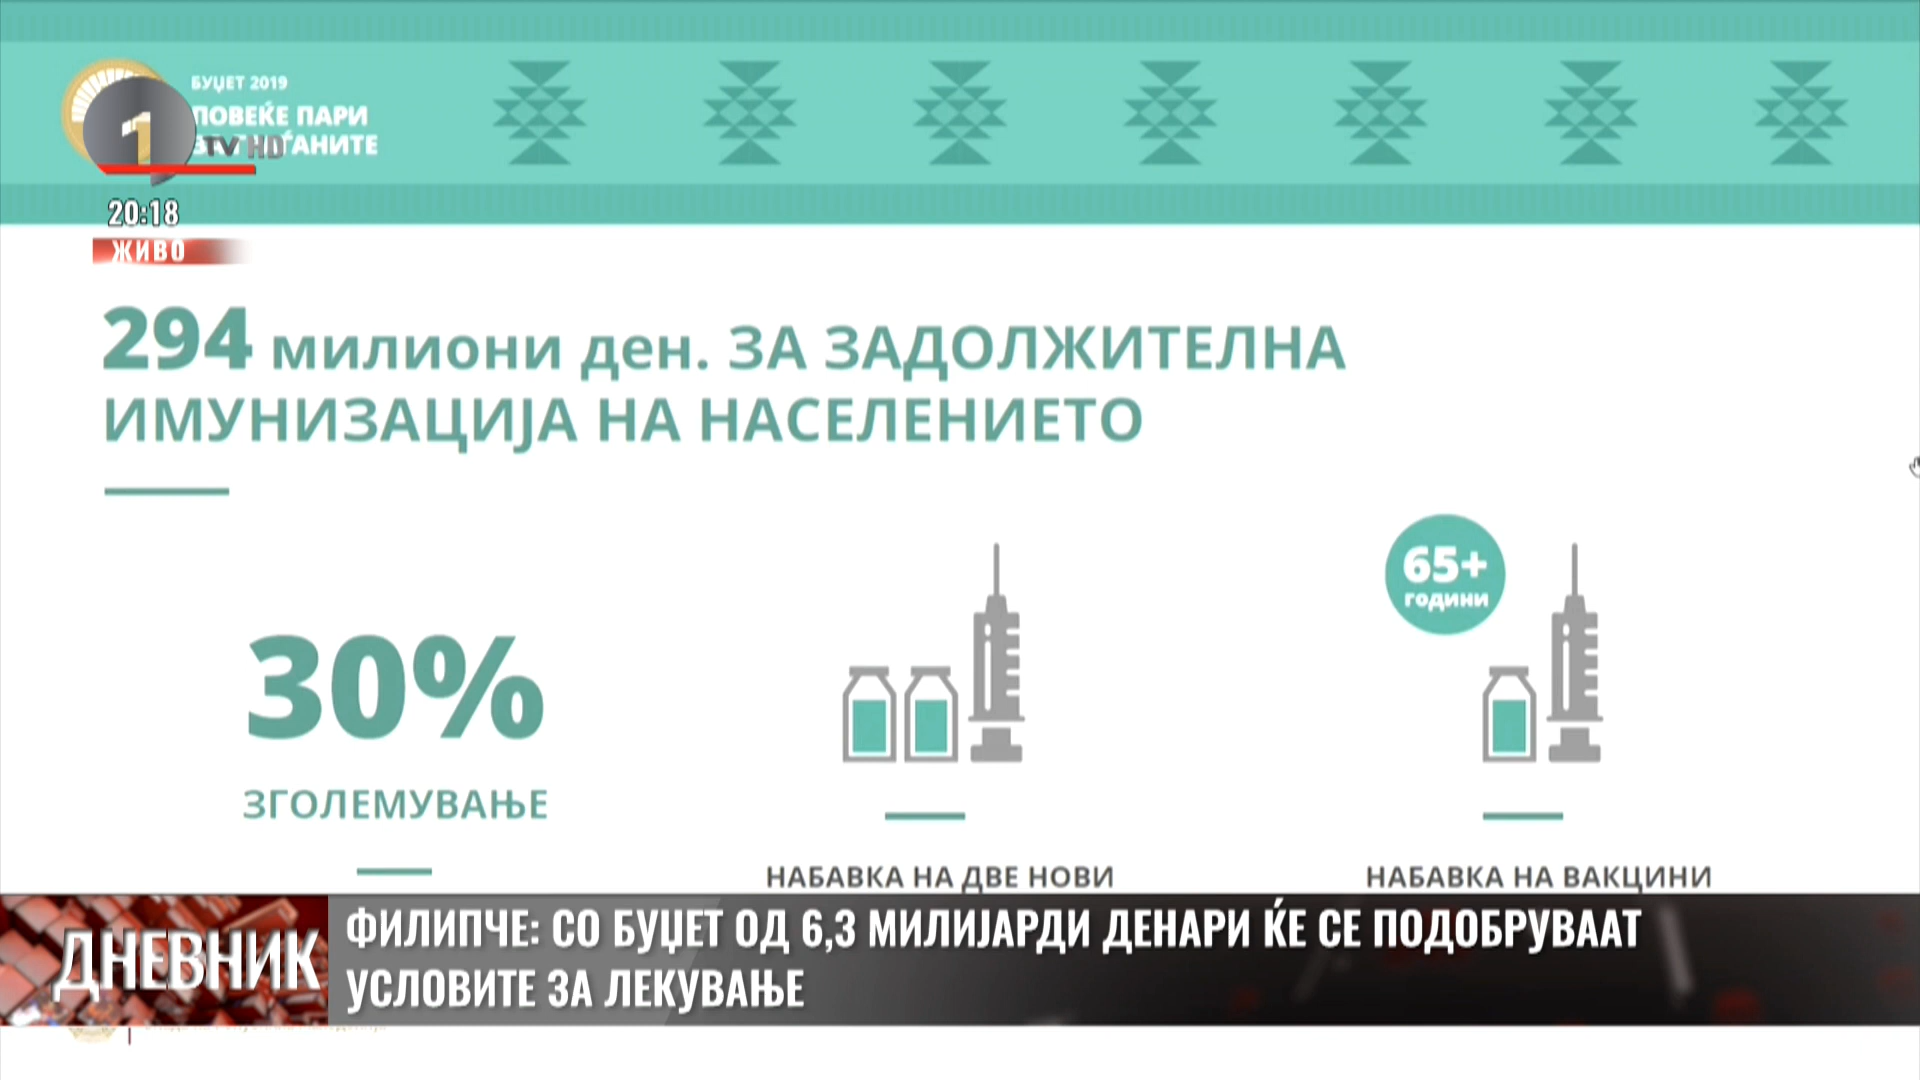 БУЏЕТ 2019
ПОВЕЌЕ ПАРИ
1 TV HD
20:18
ЖИВО
294 милиони ден. ЗА ЗАДОЛЖИТЕЛНА
ИМУНИЗАЦИЈА НА НАСЕЛЕНИЕТО
65+
години
30%
ЗГОЛЕМУВАЊЕ
НАБАВКА НА ДВЕ НОВИ
НАБАВКА НА ВАКЦИНИ
ДНЕВНИК
ФИЛИПЧЕ: СО БУЏЕТ ОД 6,3 МИЛИЈАРДИ ДЕНАРИ ЌЕ СЕ ПОДОБРУВААТ
УСЛОВИТЕ ЗА ЛЕКУВАЊЕ